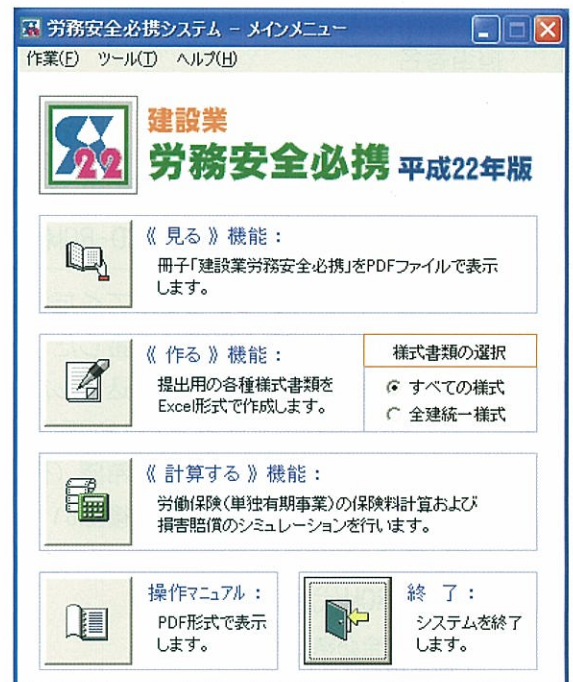 労務安全必携システム - メインメニュー
作業(F) ツール(T) ヘルプ(H)
22
建設業
労務安全必携 平成22年版
《 見る 》 機能 :
冊子「建設業労務安全必携」をPDFファイルで表示
します。
《 作る 》 機能 :
提出用の各種様式書類を
Excel形式で作成します。
様式書類の選択
すべての様式
全建統一様式
《 計算する 》 機能 :
労働保険(単独有期事業)の保険料計算および
損害賠償のシミュレーションを行います。
操作マニュアル :
PDF形式で表示
します。
終 了 :
システムを終了
します。